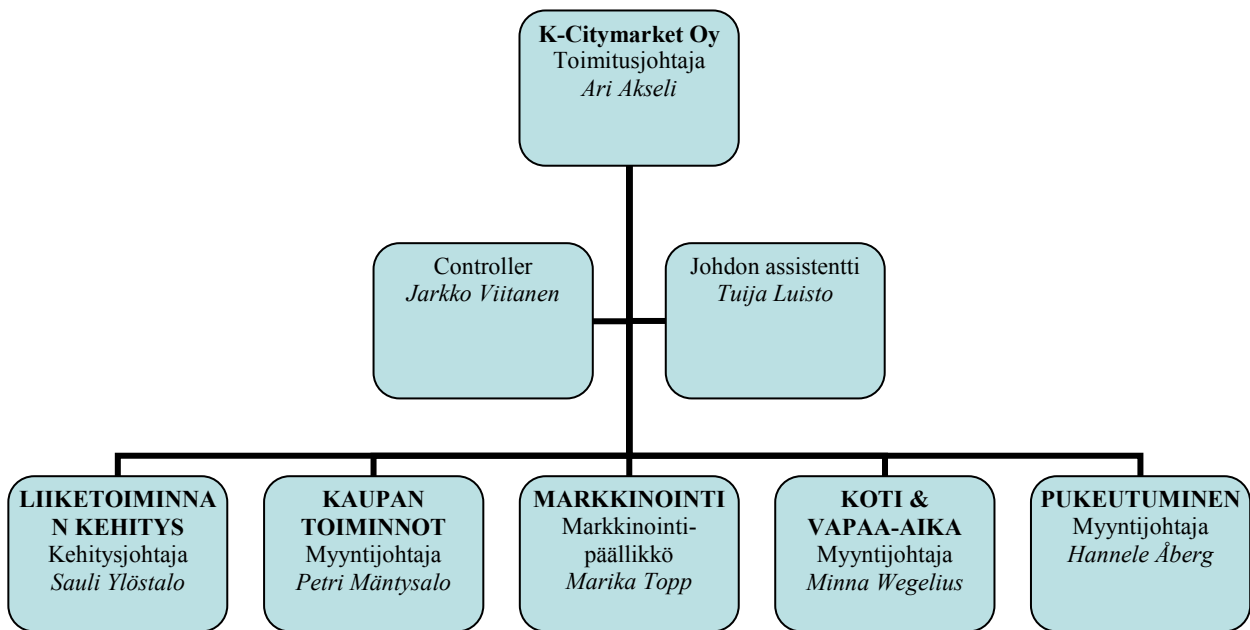 K-Citymarket Oy
Toimitusjohtaja
Ari Akseli
Controller
Jarkko Viitanen
Johdon assistentti
Tuija Luisto
LIIKETOIMINNA
N KEHITYS
Kehitysjohtaja
Sauli Ylöstalo
KAUPAN
TOIMINNOT
Myyntijohtaja
Petri Mäntysalo
MARKKINOINTI
Markkinointi-
päällikkö
Marika Topp
KOTI &
VAPAA-AIKA
Myyntijohtaja
Minna Wegelius
PUKEUTUMINEN
Myyntijohtaja
Hannele Åberg